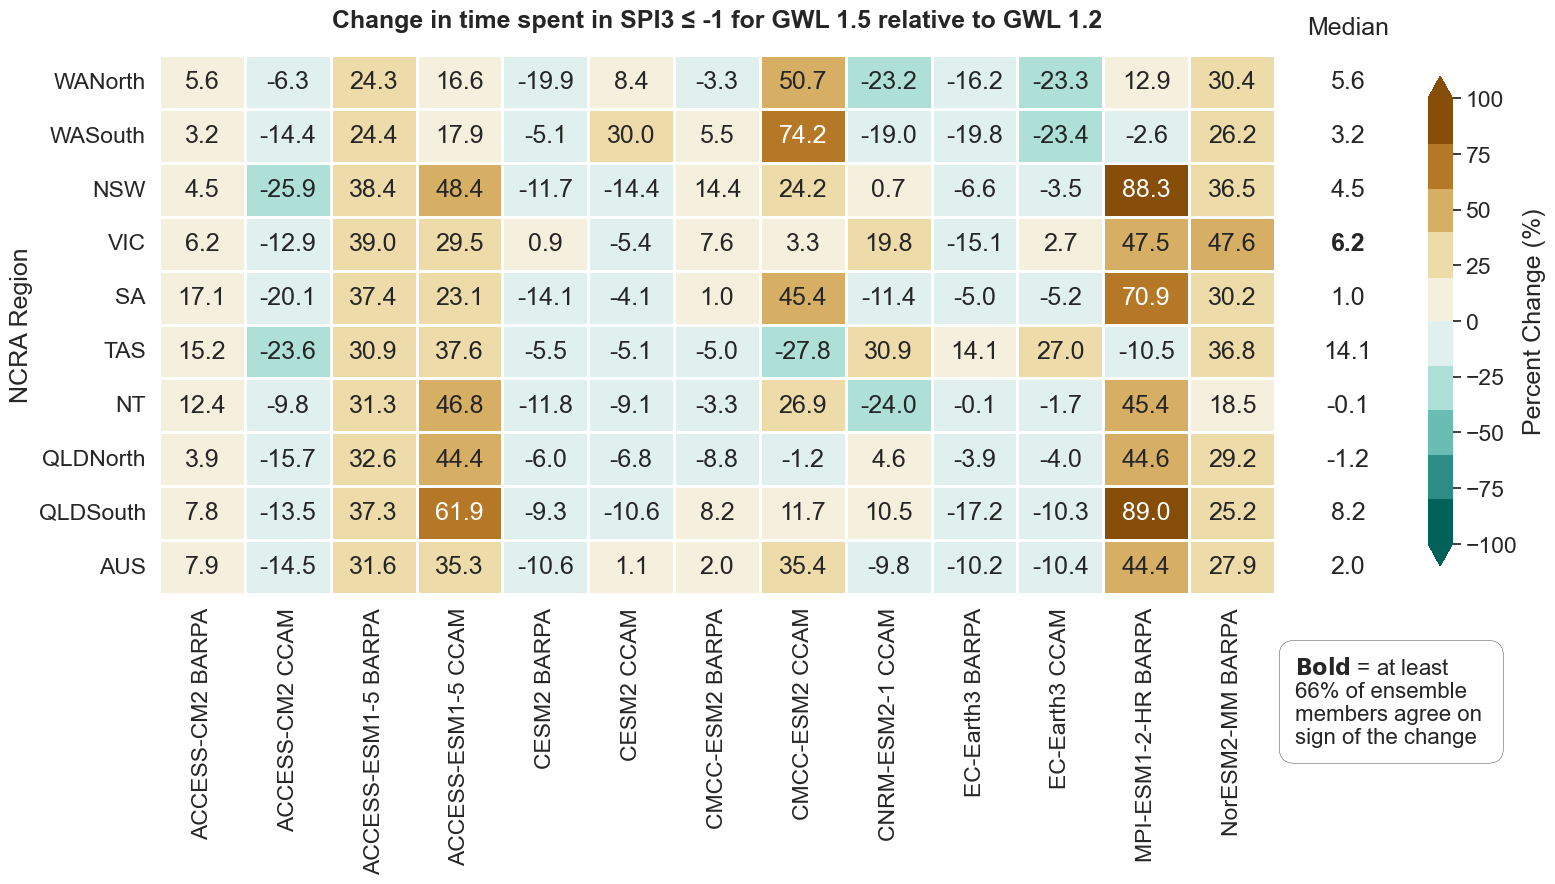 Change in time spent in SPI3 ≤ -1 for GWL 1.5 relative to GWL 1.2
Median
NCRA Region
WANorth 5.6 -6.3 24.3 16.6 -19.9 8.4 -3.3 50.7 -23.2 -16.2 -23.3 12.9 30.4 5.6
WASouth 3.2 -14.4 24.4 17.9 -5.1 30.0 5.5 74.2 -19.0 -19.8 -23.4 -2.6 26.2 3.2
NSW 4.5 -25.9 38.4 48.4 -11.7 -14.4 14.4 24.2 0.7 -6.6 -3.5 88.3 36.5 4.5
VIC 6.2 -12.9 39.0 29.5 0.9 -5.4 7.6 3.3 19.8 -15.1 2.7 47.5 47.6 6.2
SA 17.1 -20.1 37.4 23.1 -14.1 -4.1 1.0 45.4 -11.4 -5.0 -5.2 70.9 30.2 1.0
TAS 15.2 -23.6 30.9 37.6 -5.5 -5.1 -5.0 -27.8 30.9 14.1 27.0 -10.5 36.8 14.1
NT 12.4 -9.8 31.3 46.8 -11.8 -9.1 -3.3 26.9 -24.0 -0.1 -1.7 45.4 18.5 -0.1
QLDNorth 3.9 -15.7 32.6 44.4 -6.0 -6.8 -8.8 -1.2 4.6 -3.9 -4.0 44.6 29.2 -1.2
QLDSouth 7.8 -13.5 37.3 61.9 -9.3 -10.6 8.2 11.7 10.5 -17.2 -10.3 89.0 25.2 8.2
AUS 7.9 -14.5 31.6 35.3 -10.6 1.1 2.0 35.4 -9.8 -10.2 -10.4 44.4 27.9 2.0
ACCESS-CM2 BARPA
ACCESS-CM2 CCAM
ACCESS-ESM1-5 BARPA
ACCESS-ESM1-5 CCAM
CESM2 BARPA
CESM2 CCAM
CMCC-ESM2 BARPA
CMCC-ESM2 CCAM
CNRM-ESM2-1 CCAM
EC-Earth3 BARPA
EC-Earth3 CCAM
MPI-ESM1-2-HR BARPA
NorESM2-MM BARPA
100
75
50
25
0
−25
−50
−75
−100
Percent Change (%)
Bold = at least
66% of ensemble
members agree on
sign of the change